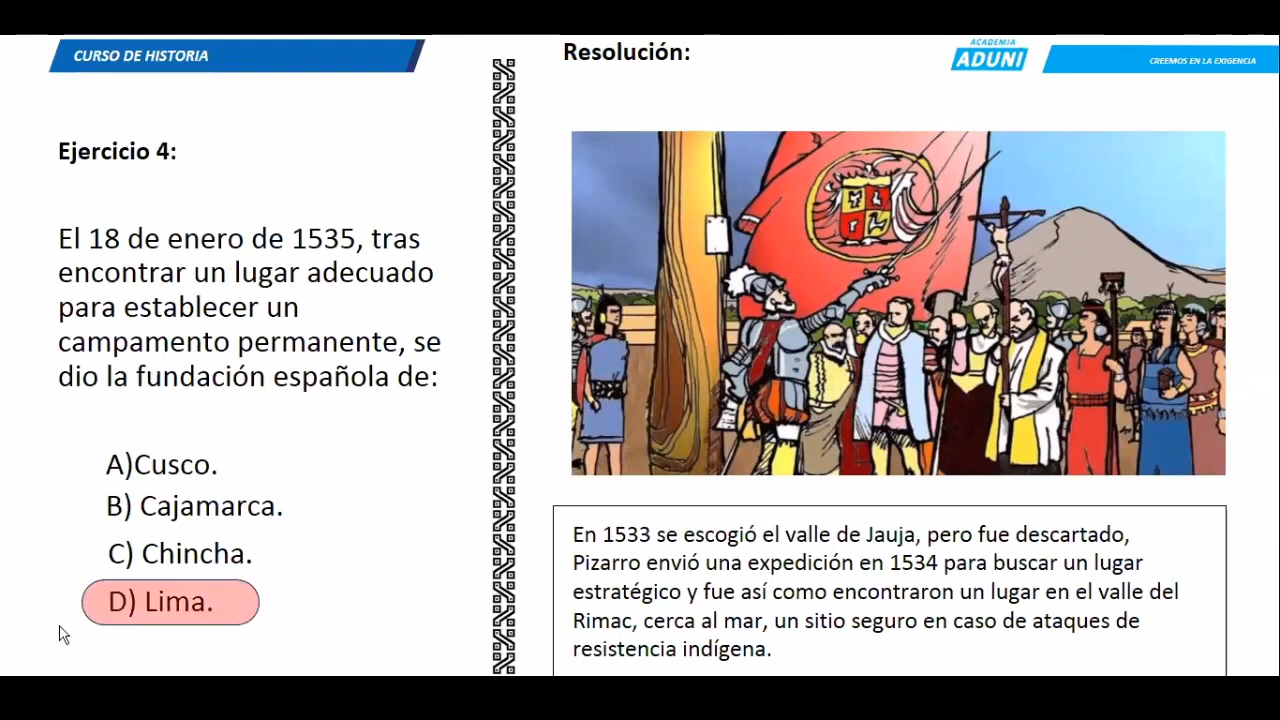 CURSO DE HISTORIA
Ejercicio 4:
El 18 de enero de 1535, tras
encontrar un lugar adecuado
para establecer un
campamento permanente, se
dio la fundación española de:
A)Cusco.
B) Cajamarca.
C) Chincha.
D) Lima.
Resolución:
ACADEMIA
ADUNI
CREEMOS EN LA EXIGENCIA
En 1533 se escogió el valle de Jauja, pero fue descartado,
Pizarro envió una expedición en 1534 para buscar un lugar
estratégico y fue así como encontraron un lugar en el valle del
Rimac, cerca al mar, un sitio seguro en caso de ataques de
resistencia indígena.